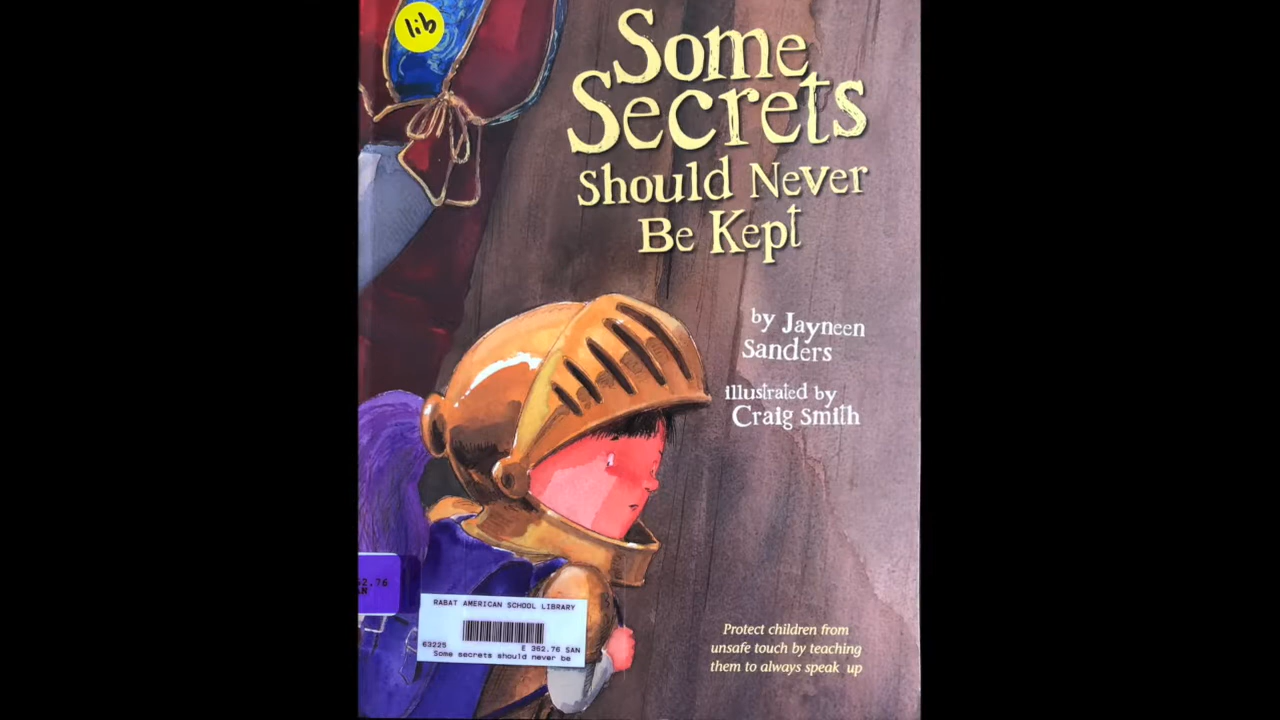 lib
Some
Secrets
Should Never
Be Kept
by Jayneen
Sanders
illustrated by
Craig Smith
Protect children from
unsafe touch by teaching
them to always speak up
RABAT AMERICAN SCHOOL LIBRARY
63225 E 362.76 SAN
Some secrets should never be